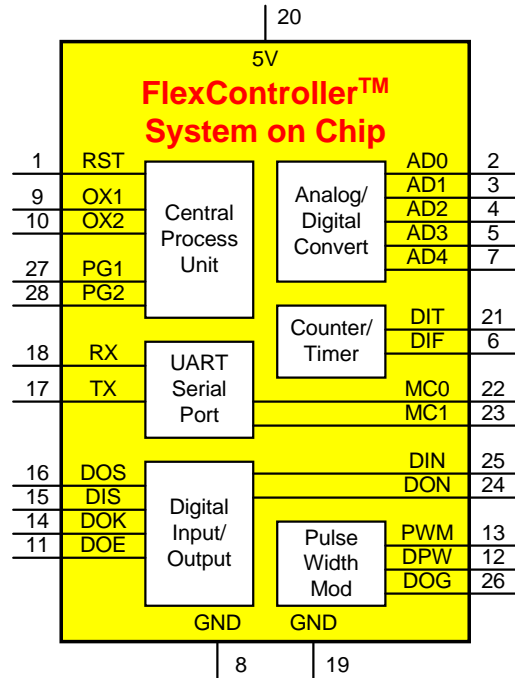 20
5V
FlexController™
System on Chip
1 RST
9 OX1
10 OX2
27 PG1
28 PG2
Central
Process
Unit
Analog/
Digital
Convert
AD0 2
AD1 3
AD2 4
AD3 5
AD4 7
Counter/
Timer
DIT 21
DIF 6
18 RX
17 TX
UART
Serial
Port
MC0 22
MC1 23
16 DOS
15 DIS
14 DOK
11 DOE
Digital
Input/
Output
DIN 25
DON 24
Pulse
Width
Mod
PWM 13
DPW 12
DOG 26
GND GND
8 19